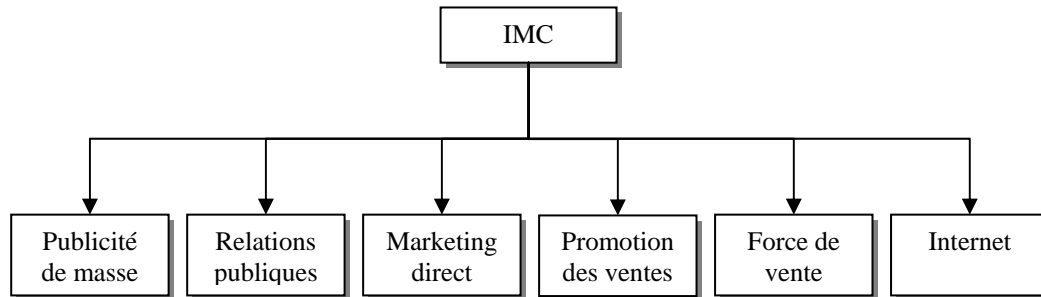 IMC
Publicité
de masse
Relations
publiques
Marketing
direct
Promotion
des ventes
Force de
vente
Internet